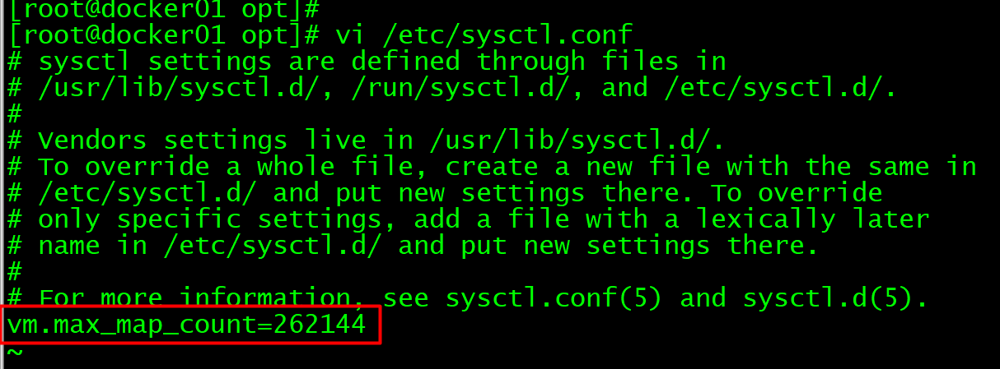 [root@docker01 opt]#
[root@docker01 opt]# vi /etc/sysctl.conf
# sysctl settings are defined through files in
# /usr/lib/sysctl.d/, /run/sysctl.d/, and /etc/sysctl.d/.
#
# Vendors settings live in /usr/lib/sysctl.d/.
# To override a whole file, create a new file with the same in
# /etc/sysctl.d/ and put new settings there. To override
# only specific settings, add a file with a lexically later
# name in /etc/sysctl.d/ and put new settings there.
#
# For more information, see sysctl.conf(5) and sysctl.d(5).
vm.max_map_count=262144
~